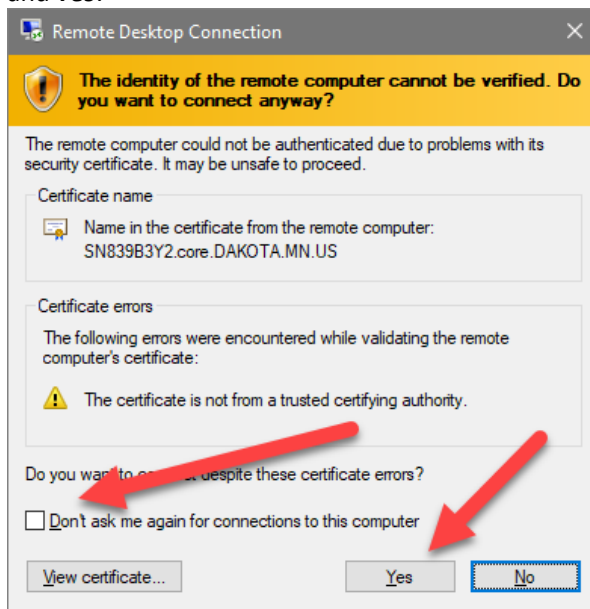 and Yes.
Remote Desktop Connection
The identity of the remote computer cannot be verified. Do
you want to connect anyway?
The remote computer could not be authenticated due to problems with its
security certificate. It may be unsafe to proceed.
Certificate name
Name in the certificate from the remote computer:
SN839B3Y2.core.DAKOTA.MN.US
Certificate errors
The following errors were encountered while validating the remote
computer's certificate:
The certificate is not from a trusted certifying authority.
Do you want to connect despite these certificate errors?
Don't ask me again for connections to this computer
View certificate...
Yes
No